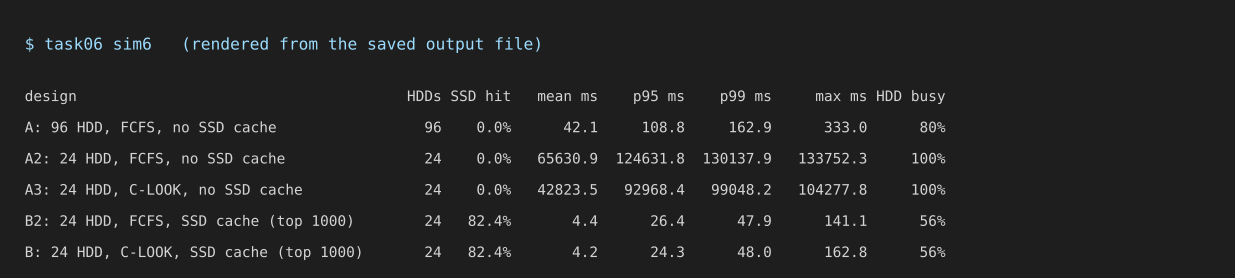 $ task06 sim6 (rendered from the saved output file)
design HDDs SSD hit mean ms p95 ms p99 ms max ms HDD busy
A: 96 HDD, FCFS, no SSD cache 96 0.0% 42.1 108.8 162.9 333.0 80%
A2: 24 HDD, FCFS, no SSD cache 24 0.0% 65630.9 124631.8 130137.9 133752.3 100%
A3: 24 HDD, C-LOOK, no SSD cache 24 0.0% 42823.5 92968.4 99048.2 104277.8 100%
B2: 24 HDD, FCFS, SSD cache (top 1000) 24 82.4% 4.4 26.4 47.9 141.1 56%
B: 24 HDD, C-LOOK, SSD cache (top 1000) 24 82.4% 4.2 24.3 48.0 162.8 56%